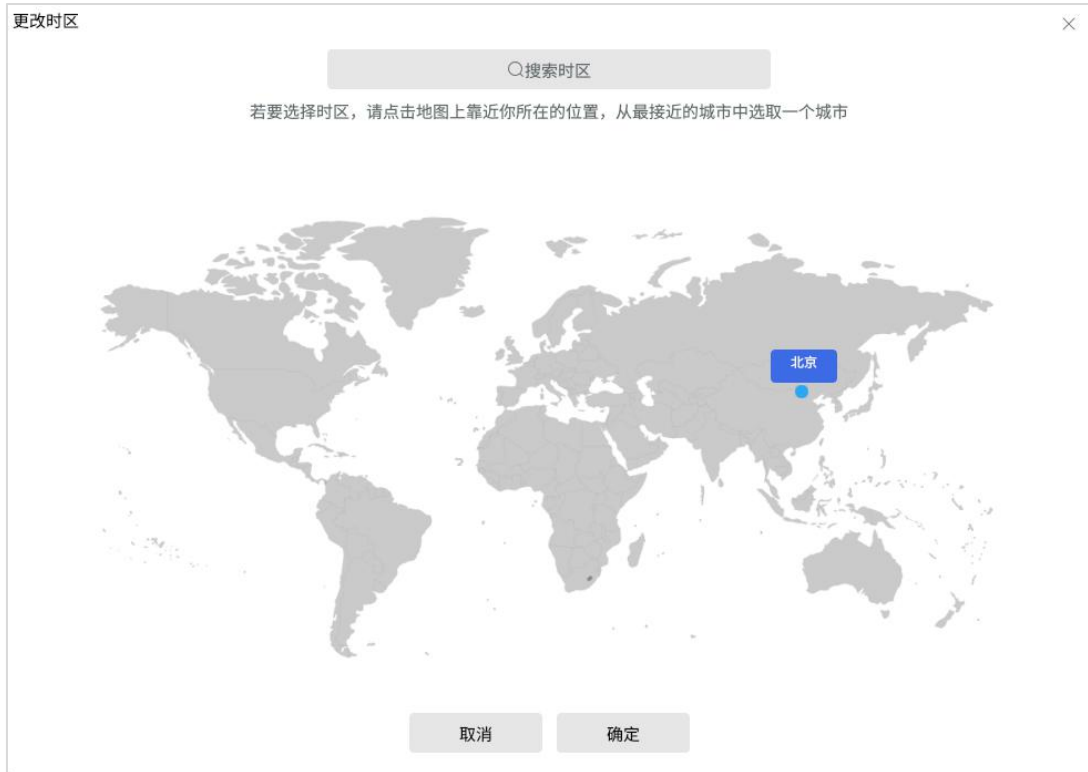 更改时区
搜索时区
若要选择时区，请点击地图上靠近你所在的位置，从最接近的城市中选取一个城市
北京
取消
确定